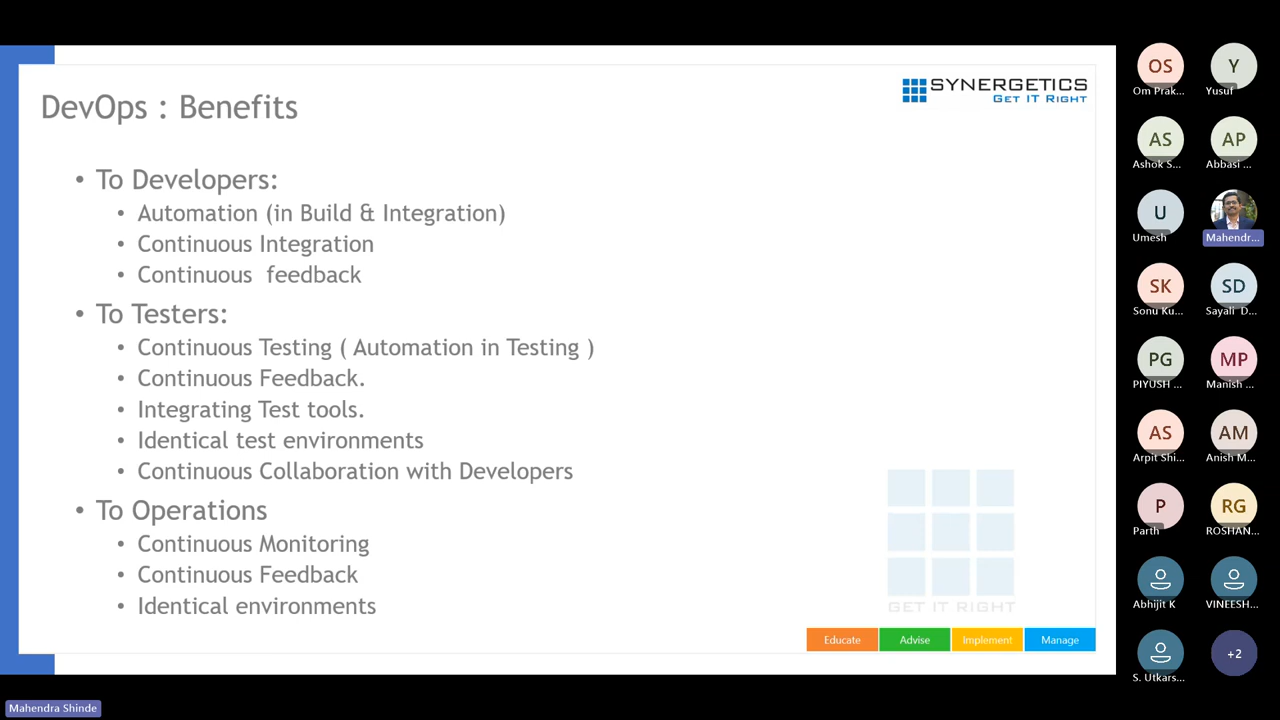 DevOps : Benefits
SYNERGETICS
GET IT RIGHT
• To Developers:
• Automation (in Build & Integration)
• Continuous Integration
• Continuous feedback
• To Testers:
• Continuous Testing ( Automation in Testing )
• Continuous Feedback.
• Integrating Test tools.
• Identical test environments
• Continuous Collaboration with Developers
• To Operations
• Continuous Monitoring
• Continuous Feedback
• Identical environments
GET IT RIGHT
Educate Advise Implement Manage
Mahendra Shinde
OS Y
Om Prak... Yusuf
AS AP
Ashok S... Abbasi ...
U
Umesh Mahendr...
SK SD
Sonu Ku... Sayali D...
PG MP
PIYUSH ... Manish ...
AS AM
Arpit Shi... Anish M...
P RG
Parth ROSHAN...
Abhijit K VINEESH...
+2
S. Utkars...